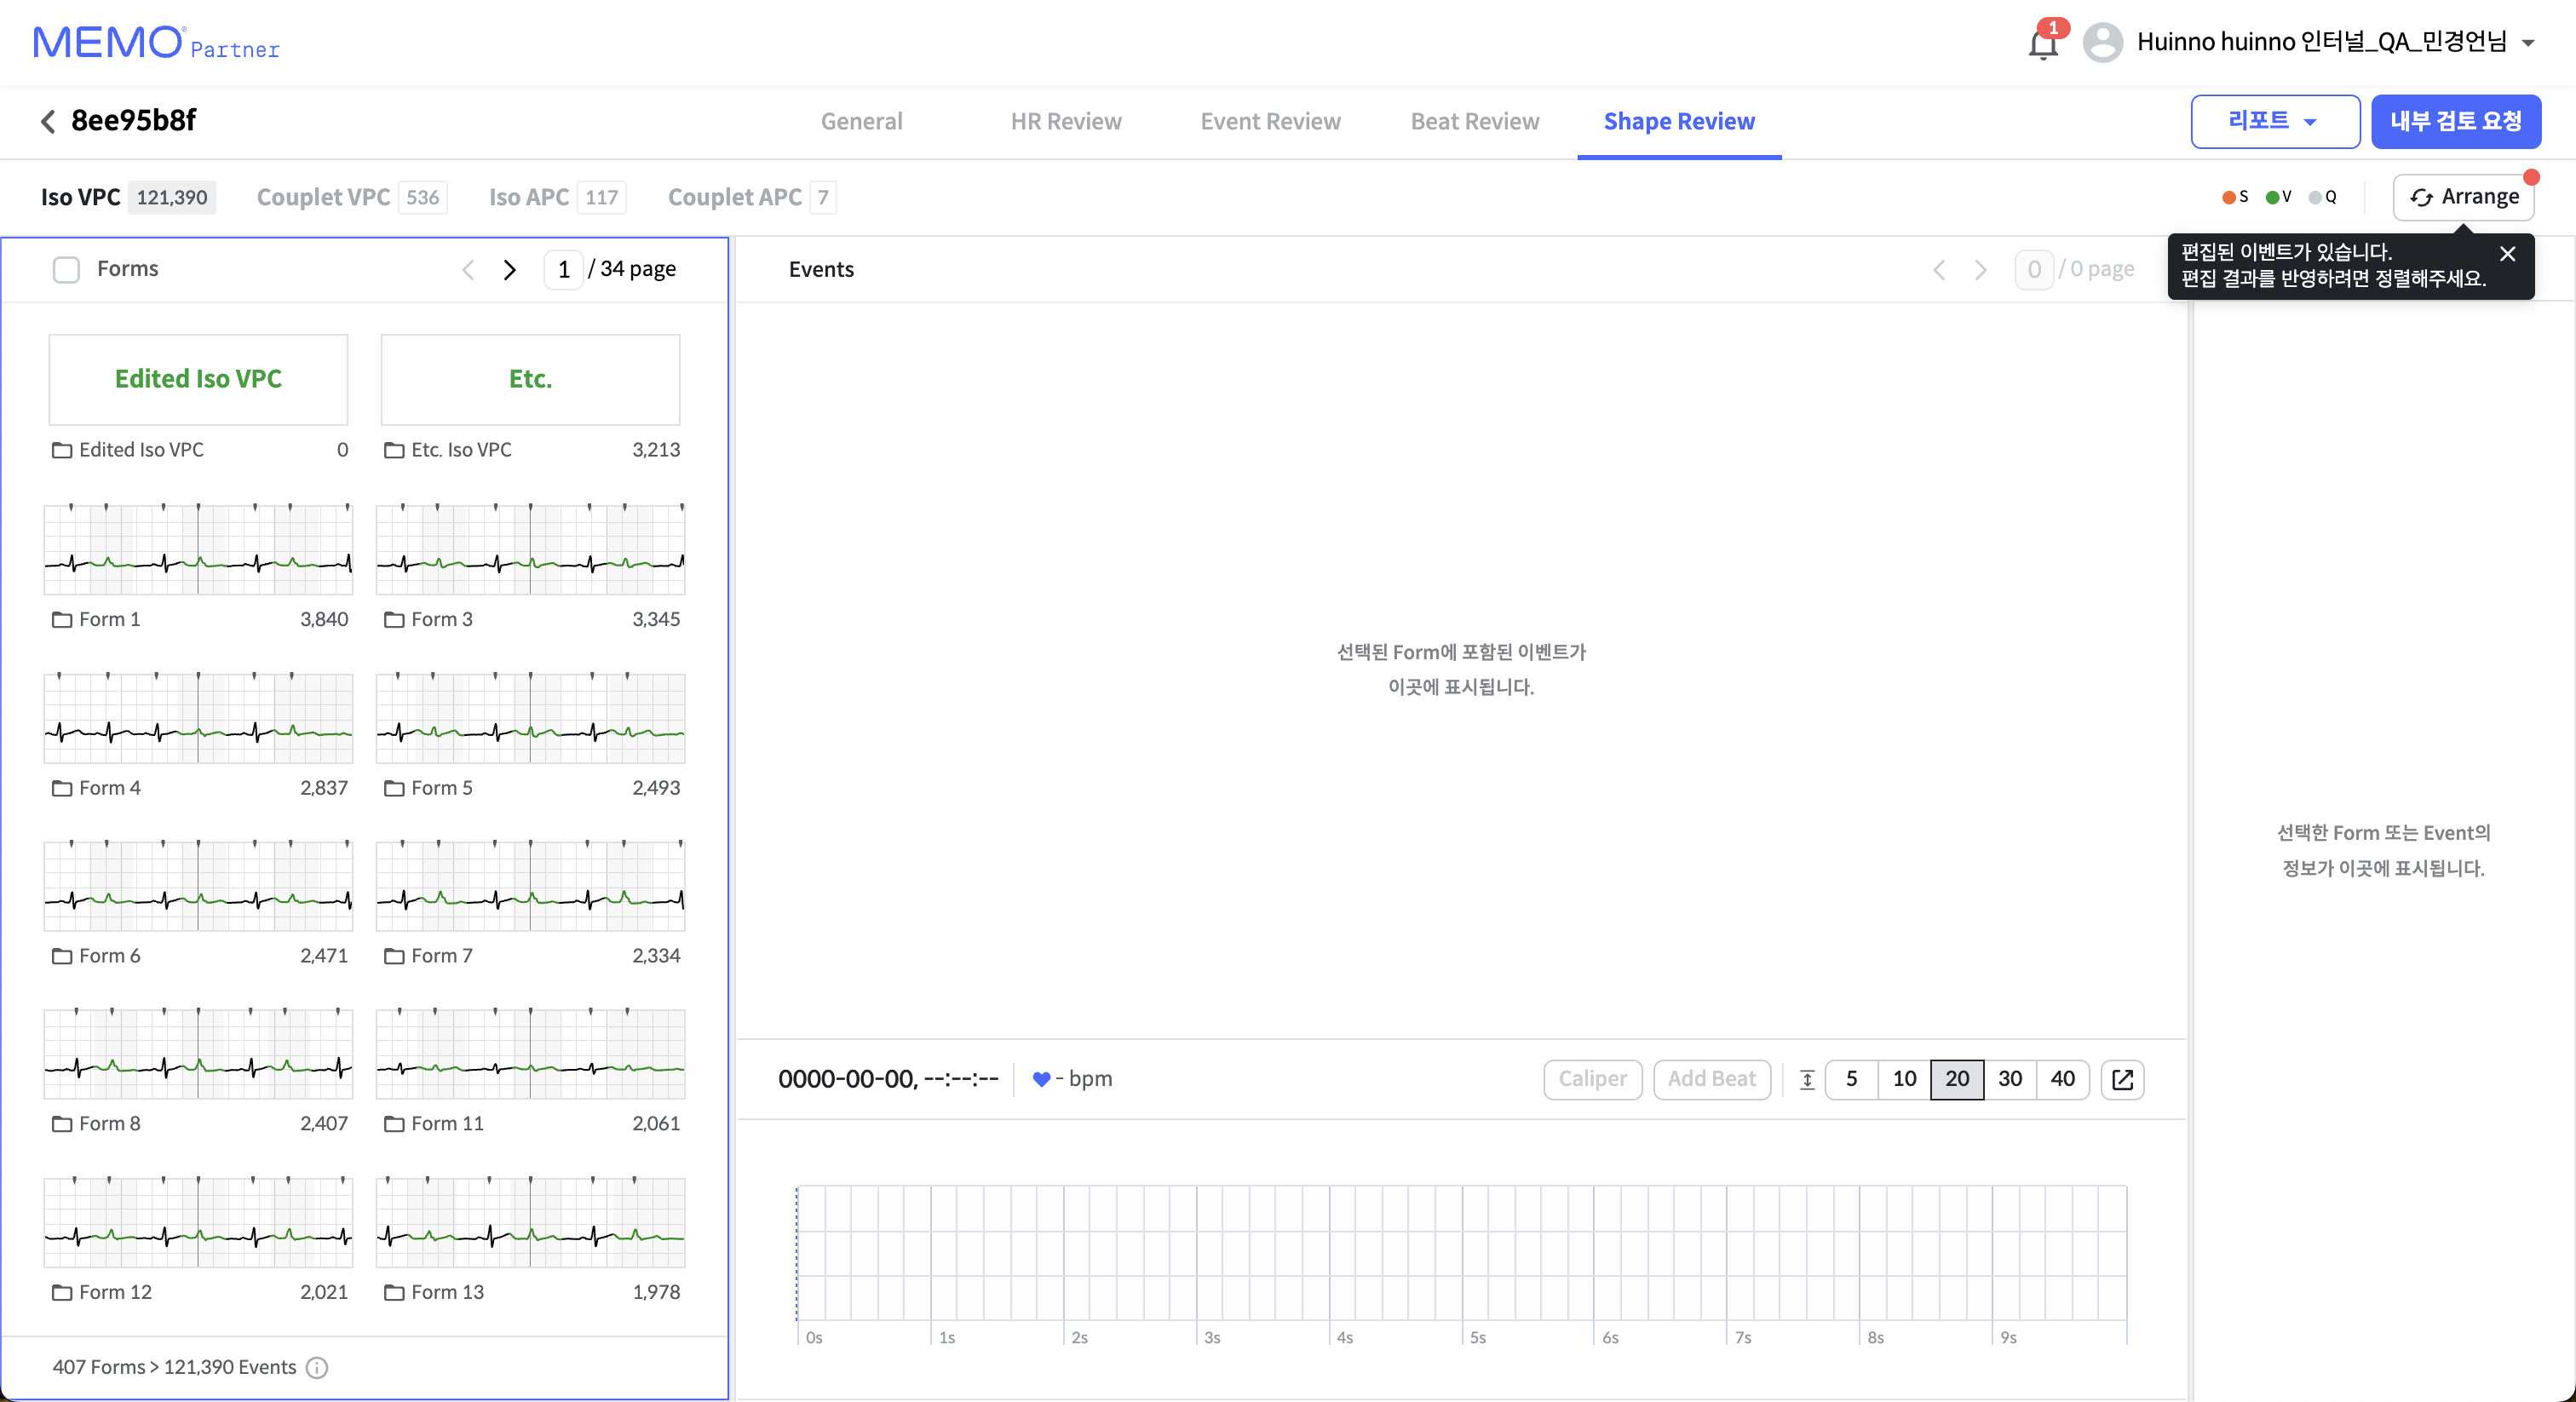 MEMO Partner
1
Huinno huinno 인터널_QA_민경언님
8ee95b8f
General
HR Review
Event Review
Beat Review
Shape Review
리포트
내부 검토 요청
Iso VPC 121,390
Couplet VPC 536
Iso APC 117
Couplet APC 7
S
V
Q
Arrange
편집된 이벤트가 있습니다.
편집 결과를 반영하려면 정렬해주세요.
Forms
1 / 34 page
Events
0 / 0 page
Edited Iso VPC
Etc.
Edited Iso VPC 0
Etc. Iso VPC 3,213
Form 1 3,840
Form 3 3,345
Form 4 2,837
Form 5 2,493
Form 6 2,471
Form 7 2,334
Form 8 2,407
Form 11 2,061
Form 12 2,021
Form 13 1,978
407 Forms > 121,390 Events
선택된 Form에 포함된 이벤트가
이곳에 표시됩니다.
선택한 Form 또는 Event의
정보가 이곳에 표시됩니다.
0000-00-00, --:--:--
- bpm
Caliper
Add Beat
5
10
20
30
40
0s
1s
2s
3s
4s
5s
6s
7s
8s
9s